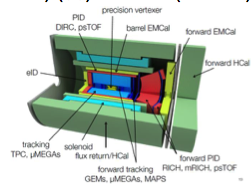 precision vertexer
PID
DIRC, psTOF
barrel EMCal
forward EMCal
forward HCal
eID
tracking
TPC, μMEGAs
solenoid
flux return/HCal
forward tracking
GEMs, μMEGAs, MAPS
forward PID
RICH, mRICH, psTOF